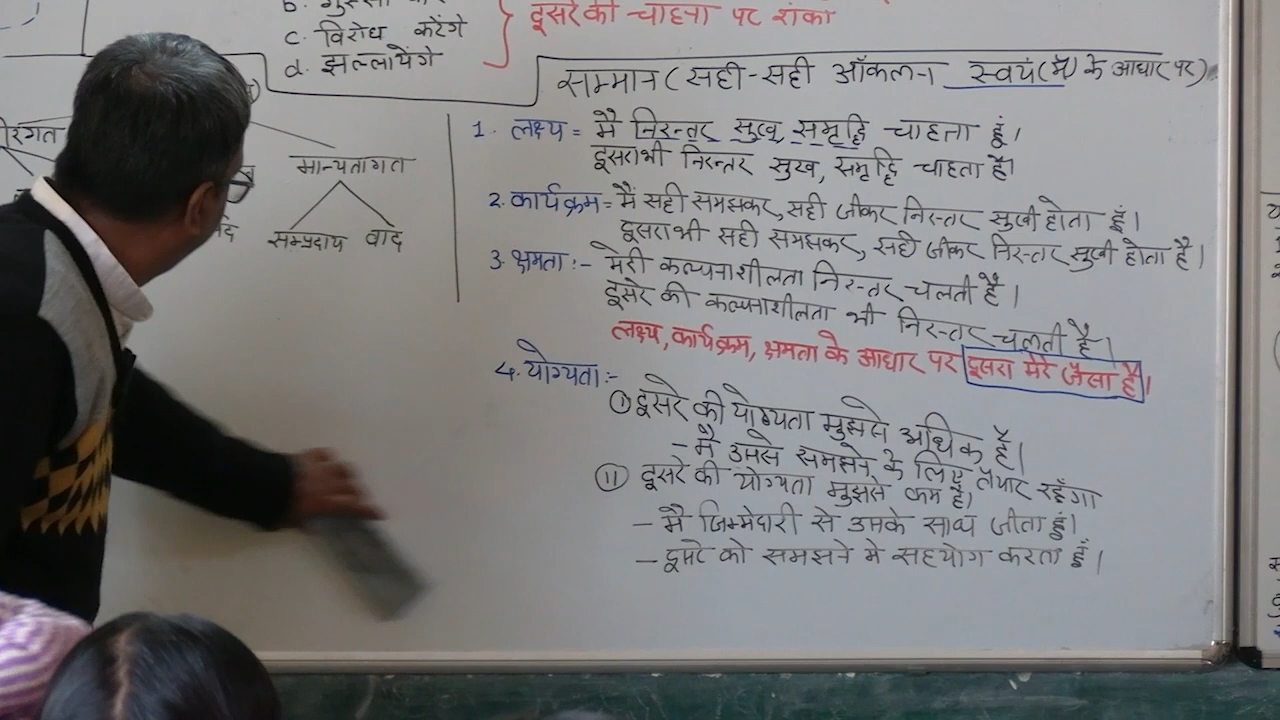 दूसरे की चाहना पर शंका
c. विरोध करेंगे
d. झल्लायेंगे
सम्मान (सही-सही आँकलन स्वयं(मैं) के आधार पर)
1. लक्ष्य = मैं निरन्तर सुख, समृद्धि चाहता हूं।
दूसरा भी निरन्तर सुख, समृद्धि चाहता है।
2. कार्यक्रम = मैं सही समझकर, सही जीकर निरन्तर सुखी होता हूं।
दूसरा भी सही समझकर, सही जीकर निरन्तर सुखी होता है।
3. क्षमता :- मेरी कल्पनाशीलता निरन्तर चलती है।
दूसरे की कल्पनाशीलता भी निरन्तर चलती है।
लक्ष्य, कार्यक्रम, क्षमता के आधार पर दूसरा मेरे जैसा है।
4. योग्यता :-
① दूसरे की योग्यता मुझसे अधिक है।
- मैं उससे समझने के लिए तैयार रहूँगा
② दूसरे की योग्यता मुझसे कम है।
- मैं जिम्मेदारी से उसके साथ जीता हूं।
- दूसरे को समझने मे सहयोग करता हूँ।
मान्यतागत
सम्प्रदाय वाद